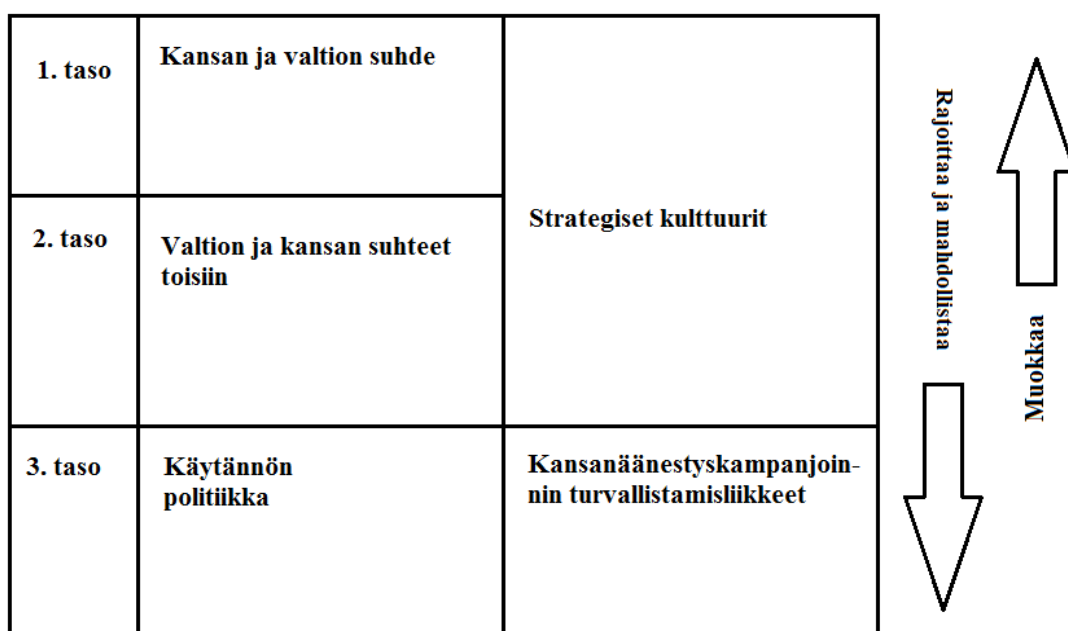 1. taso
Kansan ja valtion suhde
2. taso
Valtion ja kansan suhteet
toisiin
Strategiset kulttuurit
3. taso
Käytännön
politiikka
Kansanäänestyskampanjoin-
nin turvallistamisliikkeet
Rajoittaa ja mahdollistaa
Muokkaa